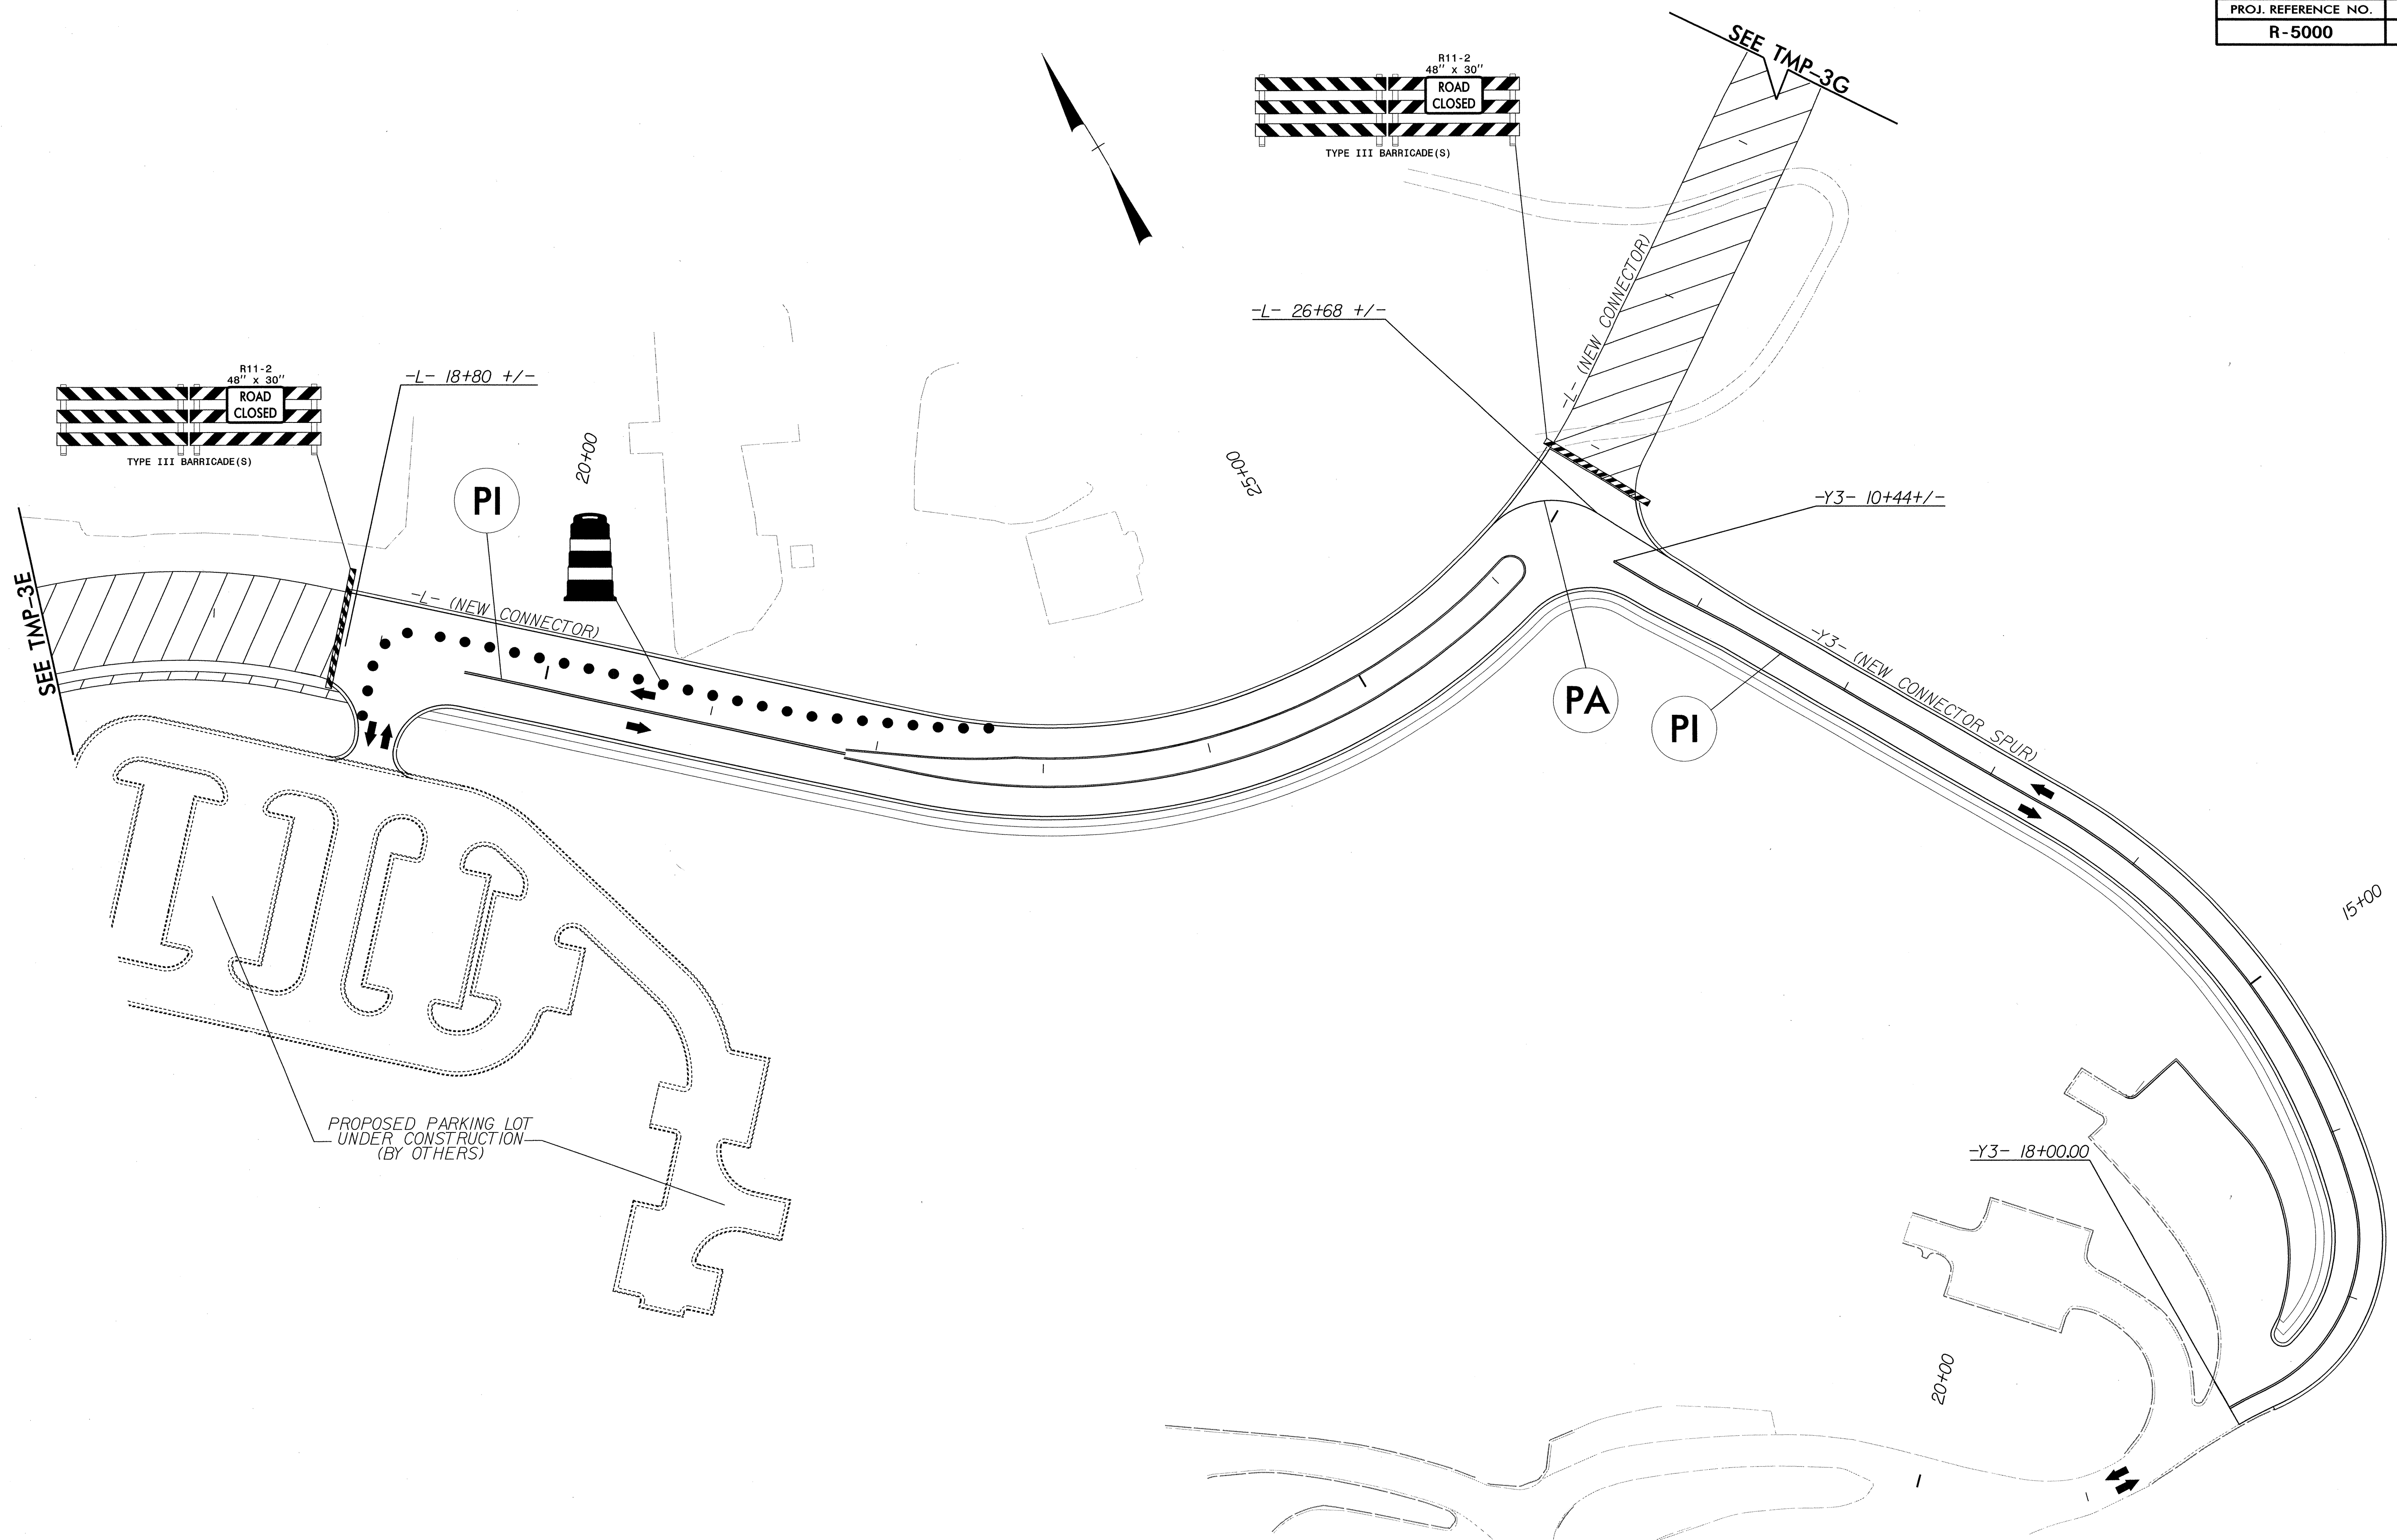 PROJ. REFERENCE NO.
R-5000
SEE TMP-3G
R11-2
48" x 30"
ROAD
CLOSED
TYPE III BARRICADE(S)
-L- (NEW CONNECTOR)
-L- 26+68 +/-
R11-2
48" x 30"
ROAD
CLOSED
TYPE III BARRICADE(S)
-L- 18+80 +/-
20+00
PI
25+00
-Y3- 10+44+/-
SEE TMP-3E
-L- (NEW CONNECTOR)
-Y3- (NEW CONNECTOR SPUR)
PA
PI
15+00
PROPOSED PARKING LOT
UNDER CONSTRUCTION
(BY OTHERS)
-Y3- 18+00.00
20+00